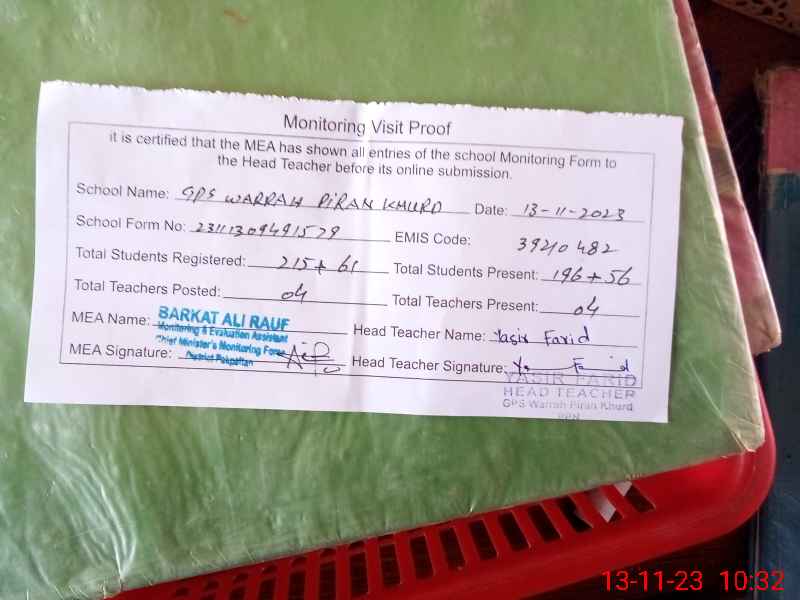 Monitoring Visit Proof
it is certified that the MEA has shown all entries of the school Monitoring Form to
the Head Teacher before its online submission.
School Name: GPS WARRAH PIRAN KHURD Date: 13-11-2023
School Form No: EMIS Code: 39210482
Total Students Registered: 215+61 Total Students Present: 196+56
Total Teachers Posted: 04 Total Teachers Present: 04
MEA Name: BARKAT ALI RAUF Head Teacher Name: Yasir Farid
Monitoring & Evaluation Assistant
Chief Minister's Monitoring Force
District Pakpattan
MEA Signature: Head Teacher Signature:
YASIR FARID
HEAD TEACHER
GPS Warrah Piran Khurd
PPN
13-11-23 10:32